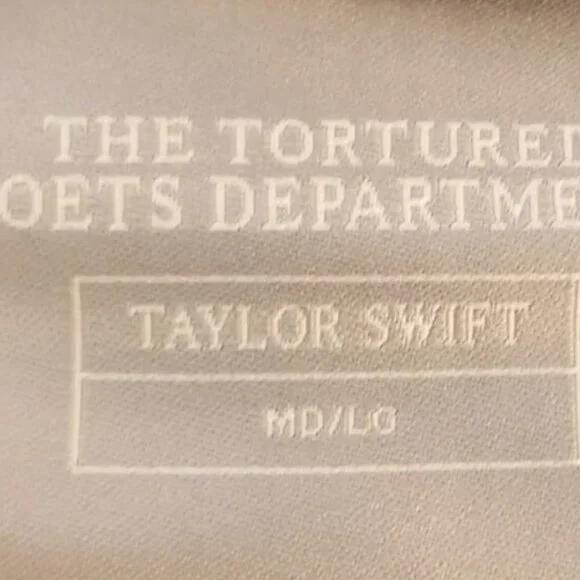 THE TORTURED
OETS DEPARTME
TAYLOR SWIFT
MD/LG